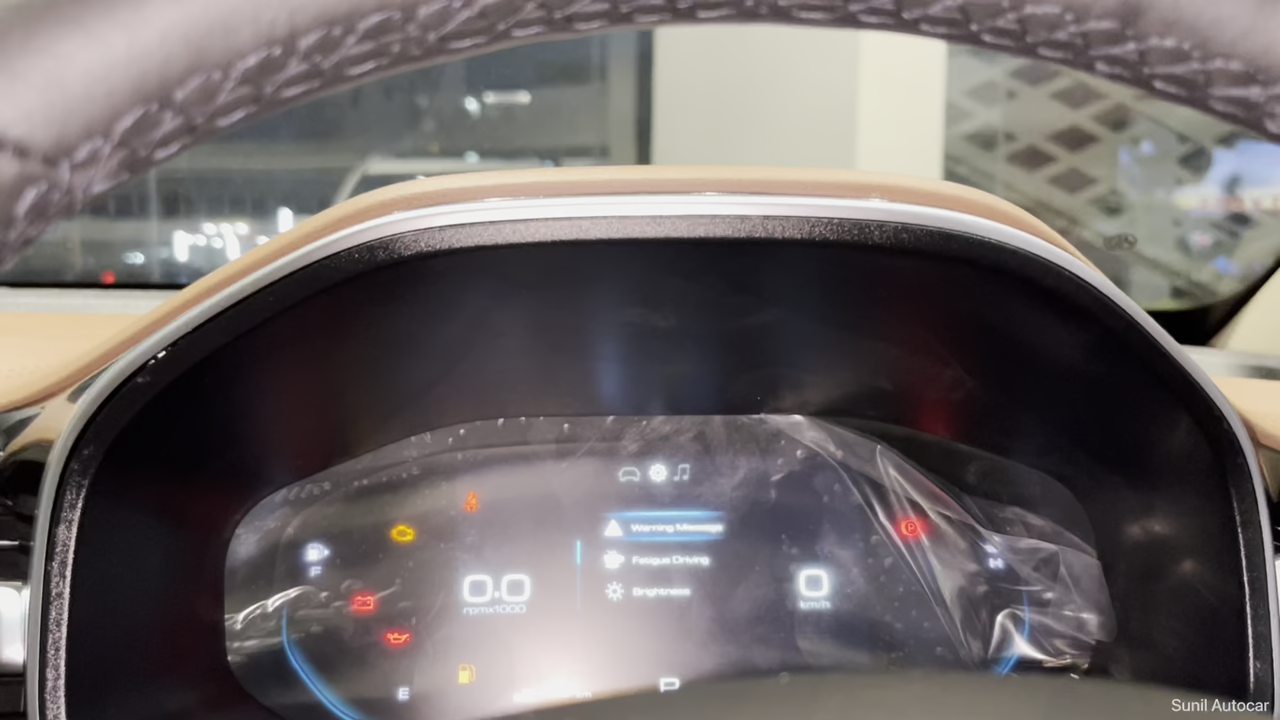 Warning Message
F
Fatigue Driving
0.0
0
rpmx1000
km/h
Brightness
E
P
Sunil Autocar